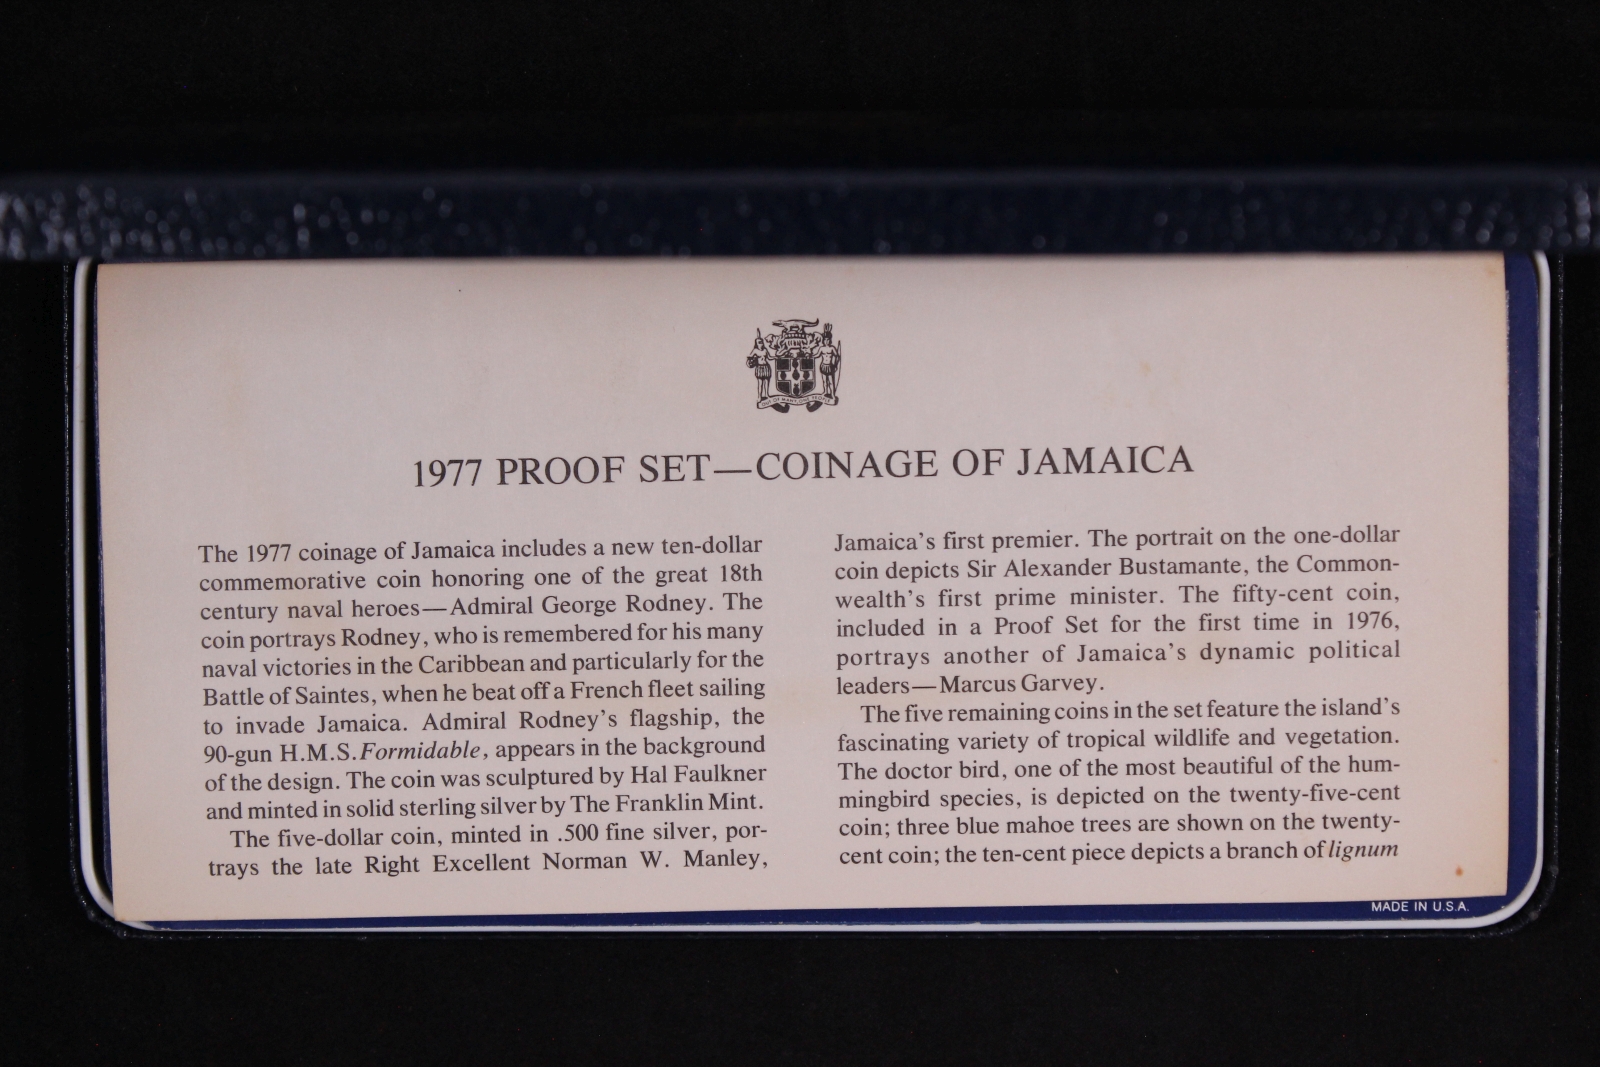 OUT OF MANY, ONE PEOPLE
1977 PROOF SET—COINAGE OF JAMAICA
The 1977 coinage of Jamaica includes a new ten-dollar
commemorative coin honoring one of the great 18th
century naval heroes—Admiral George Rodney. The
coin portrays Rodney, who is remembered for his many
naval victories in the Caribbean and particularly for the
Battle of Saintes, when he beat off a French fleet sailing
to invade Jamaica. Admiral Rodney's flagship, the
90-gun H.M.S. Formidable, appears in the background
of the design. The coin was sculptured by Hal Faulkner
and minted in solid sterling silver by The Franklin Mint.
The five-dollar coin, minted in .500 fine silver, por-
trays the late Right Excellent Norman W. Manley,
Jamaica's first premier. The portrait on the one-dollar
coin depicts Sir Alexander Bustamante, the Common-
wealth's first prime minister. The fifty-cent coin,
included in a Proof Set for the first time in 1976,
portrays another of Jamaica's dynamic political
leaders—Marcus Garvey.
The five remaining coins in the set feature the island's
fascinating variety of tropical wildlife and vegetation.
The doctor bird, one of the most beautiful of the hum-
mingbird species, is depicted on the twenty-five-cent
coin; three blue mahoe trees are shown on the twenty-
cent coin; the ten-cent piece depicts a branch of lignum
MADE IN U.S.A.